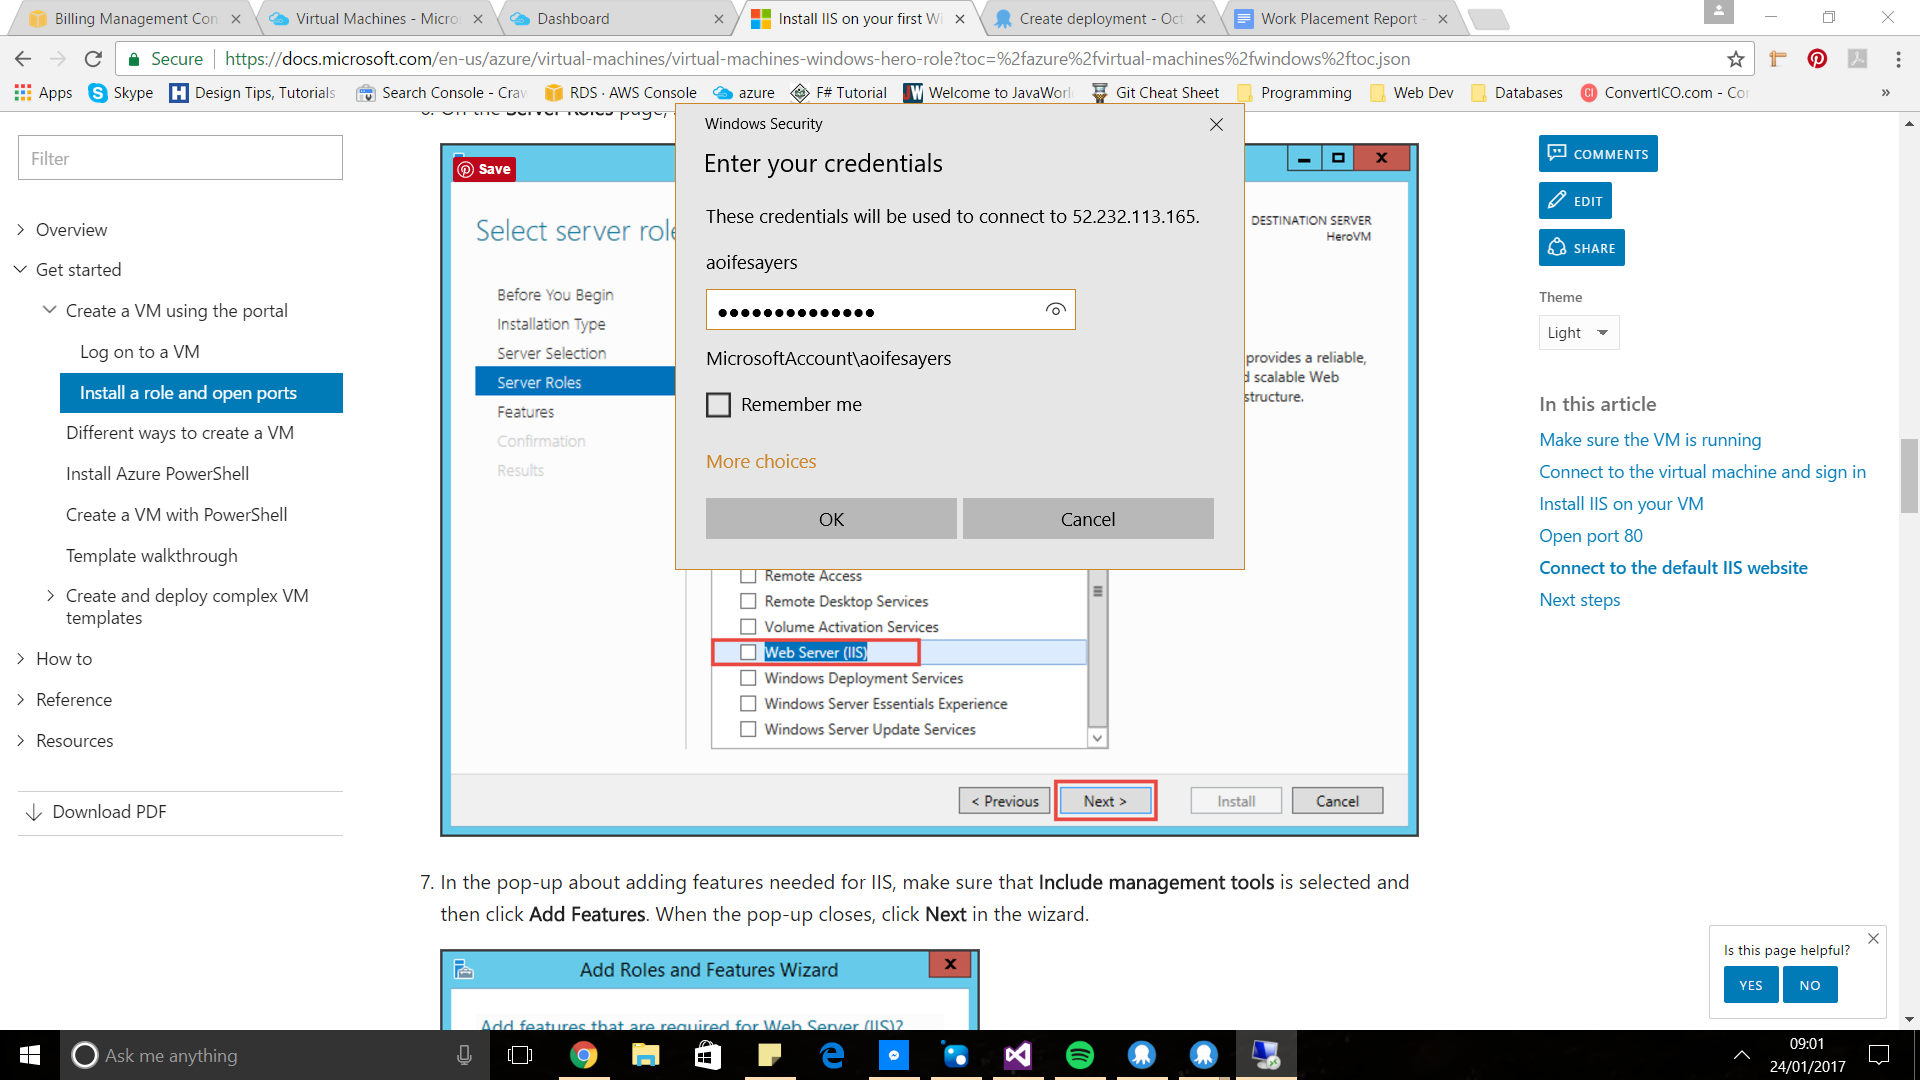 Billing Management Con
Virtual Machines - Micro
Dashboard
Install IIS on your first Wi
Create deployment - Oct
Work Placement Report
Secure
https://docs.microsoft.com/en-us/azure/virtual-machines/virtual-machines-windows-hero-role?toc=%2fazure%2fvirtual-machines%2fwindows%2ftoc.json
Apps
Skype
Design Tips, Tutorials
Search Console - Craw
RDS · AWS Console
azure
F# Tutorial
Welcome to JavaWorl
Git Cheat Sheet
Programming
Web Dev
Databases
ConvertICO.com - Co
»
Filter
Overview
Get started
Create a VM using the portal
Log on to a VM
Install a role and open ports
Different ways to create a VM
Install Azure PowerShell
Create a VM with PowerShell
Template walkthrough
Create and deploy complex VM
templates
How to
Reference
Resources
Download PDF
On the Server Roles page,
Save
Select server role
DESTINATION SERVER
HeroVM
Before You Begin
Installation Type
Server Selection
Server Roles
Features
Confirmation
Results
provides a reliable,
scalable Web
structure.
Windows Security
Enter your credentials
These credentials will be used to connect to 52.232.113.165.
aoifesayers
●●●●●●●●●●●●●●
MicrosoftAccount\aoifesayers
Remember me
More choices
OK
Cancel
Remote Access
Remote Desktop Services
Volume Activation Services
Web Server (IIS)
Windows Deployment Services
Windows Server Essentials Experience
Windows Server Update Services
< Previous
Next >
Install
Cancel
7. In the pop-up about adding features needed for IIS, make sure that Include management tools is selected and
then click Add Features. When the pop-up closes, click Next in the wizard.
Add Roles and Features Wizard
Add features that are required for Web Server (IIS)?
COMMENTS
EDIT
SHARE
Theme
Light
In this article
Make sure the VM is running
Connect to the virtual machine and sign in
Install IIS on your VM
Open port 80
Connect to the default IIS website
Next steps
Is this page helpful?
YES
NO
Ask me anything
09:01
24/01/2017